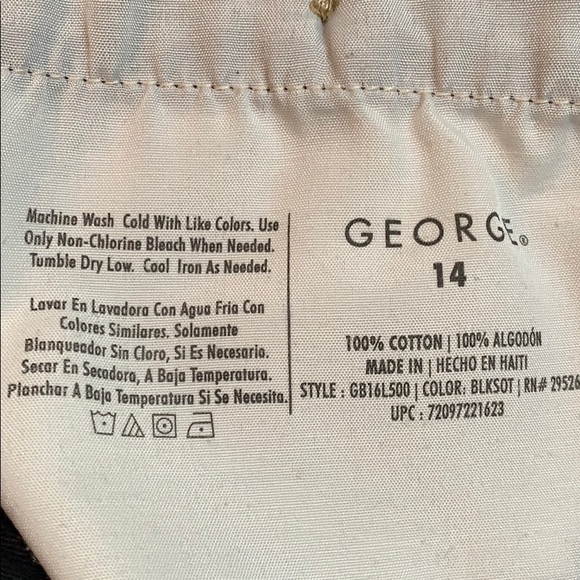 Machine Wash Cold With Like Colors. Use
Only Non-Chlorine Bleach When Needed.
Tumble Dry Low. Cool Iron As Needed.
Lavar En Lavadora Con Agua Fria Con
Colores Similares. Solamente
Blanqueador Sin Cloro, Si Es Necesario.
Secar En Secadora, A Baja Temperatura.
Planchar A Baja Temperatura Si Se Necesita.
GEORGE®
14
100% COTTON | 100% ALGODÓN
MADE IN | HECHO EN HAITI
STYLE : GB16L500 | COLOR: BLKSOT | RN# 29526
UPC : 72097221623